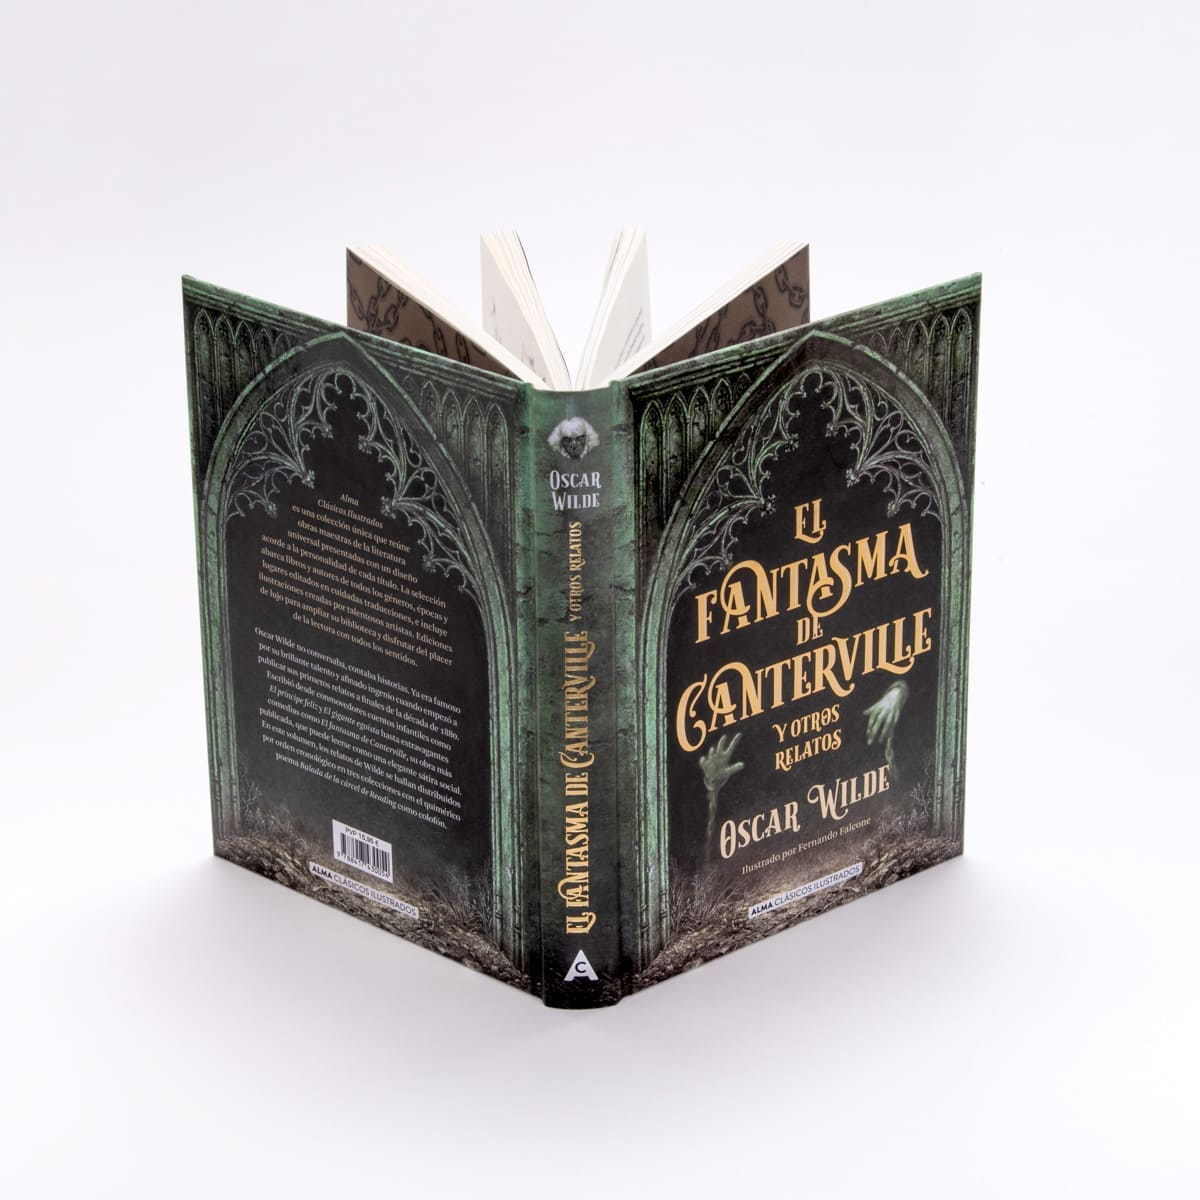 Alma
Clásicos Ilustrados
es una colección única que reúne
obras maestras de la literatura
universal presentadas con un diseño
acorde a la personalidad de cada título. La selección
abarca libros y autores de todos los géneros, épocas y
lugares editados en cuidadas traducciones, e incluye
ilustraciones creadas por talentosos artistas. Ediciones
de lujo para ampliar su biblioteca y disfrutar del placer
de la lectura con todos los sentidos.
Oscar Wilde no conversaba, contaba historias. Ya era famoso
por su brillante talento y afinado ingenio cuando empezó a
publicar sus primeros relatos a finales de la década de 1880.
Escribió desde conmovedores cuentos infantiles como
El príncipe feliz y El gigante egoísta hasta extravagantes
comedias como El fantasma de Canterville, su obra más
publicada, que puede leerse como una elegante sátira social.
En este volumen, los relatos de Wilde se hallan distribuidos
por orden cronológico en tres colecciones con el quimérico
poema Balada de la cárcel de Reading como colofón.
PVP 15,95 €
9 788417 430054
ALMA CLÁSICOS ILUSTRADOS
OSCAR
WILDE
EL FANTASMA DE CANTERVILLE Y OTROS RELATOS
AC
EL
FANTASMA
DE
CANTERVILLE
Y OTROS
RELATOS
OSCAR WILDE
Ilustrado por Fernando Falcone
ALMA CLÁSICOS ILUSTRADOS